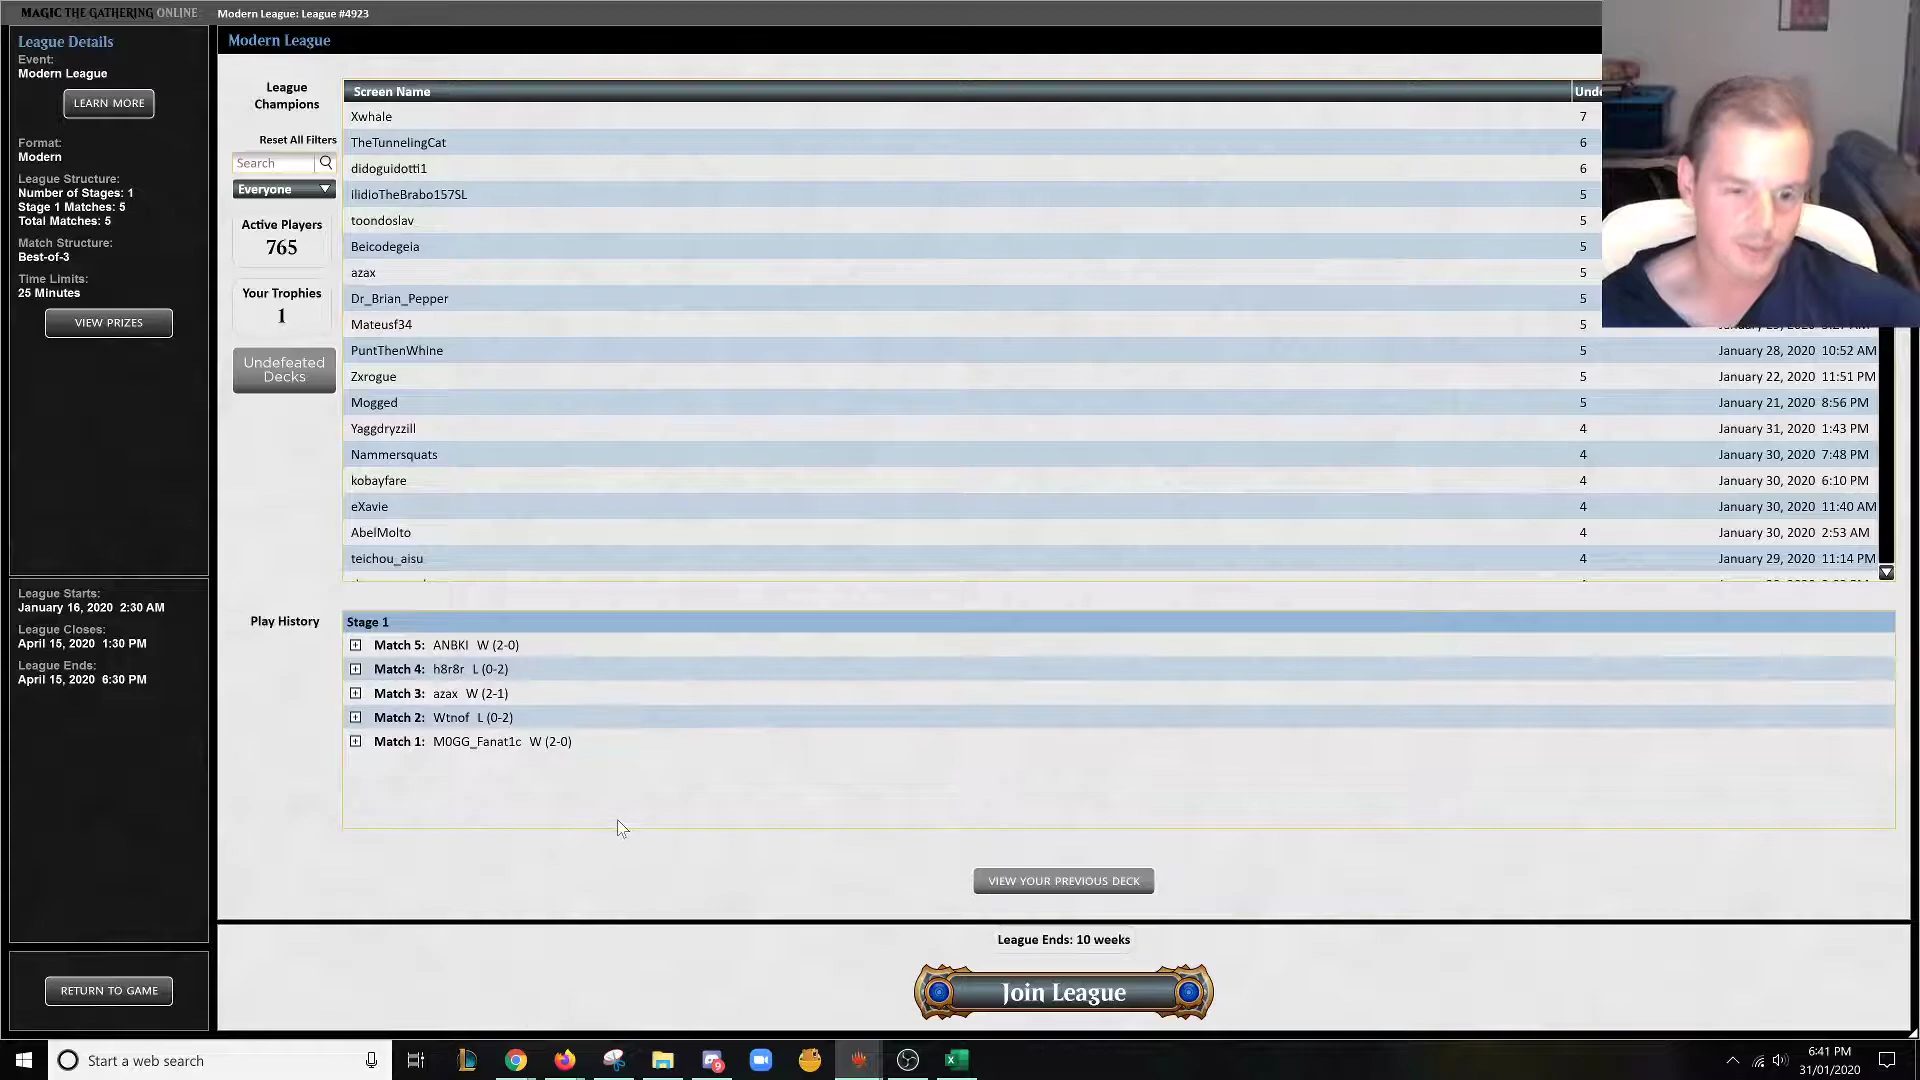 MAGIC THE GATHERING ONLINE
Modern League: League #4923
League Details
Event:
Modern League
LEARN MORE
Format:
Modern
League Structure:
Number of Stages: 1
Stage 1 Matches: 5
Total Matches: 5
Match Structure:
Best-of-3
Time Limits:
25 Minutes
VIEW PRIZES
League Starts:
January 16, 2020 2:30 AM
League Closes:
April 15, 2020 1:30 PM
League Ends:
April 15, 2020 6:30 PM
RETURN TO GAME
Modern League
League
Champions
Reset All Filters
Search
Everyone
Active Players
765
Your Trophies
1
Undefeated
Decks
Screen Name Unde
Xwhale 7
TheTunnelingCat 6
didoguidotti1 6
ilidioTheBrabo157SL 5
toondoslav 5
Beicodegeia 5
azax 5
Dr_Brian_Pepper 5
Mateusf34 5
PuntThenWhine 5 January 28, 2020 10:52 AM
Zxrogue 5 January 22, 2020 11:51 PM
Mogged 5 January 21, 2020 8:56 PM
Yaggdryzzill 4 January 31, 2020 1:43 PM
Nammersquats 4 January 30, 2020 7:48 PM
kobayfare 4 January 30, 2020 6:10 PM
eXavie 4 January 30, 2020 11:40 AM
AbelMolto 4 January 30, 2020 2:53 AM
teichou_aisu 4 January 29, 2020 11:14 PM
Play History
Stage 1
Match 5: ANBKI W (2-0)
Match 4: h8r8r L (0-2)
Match 3: azax W (2-1)
Match 2: Wtnof L (0-2)
Match 1: M0GG_Fanat1c W (2-0)
VIEW YOUR PREVIOUS DECK
League Ends: 10 weeks
Join League
Start a web search
9
6:41 PM
31/01/2020